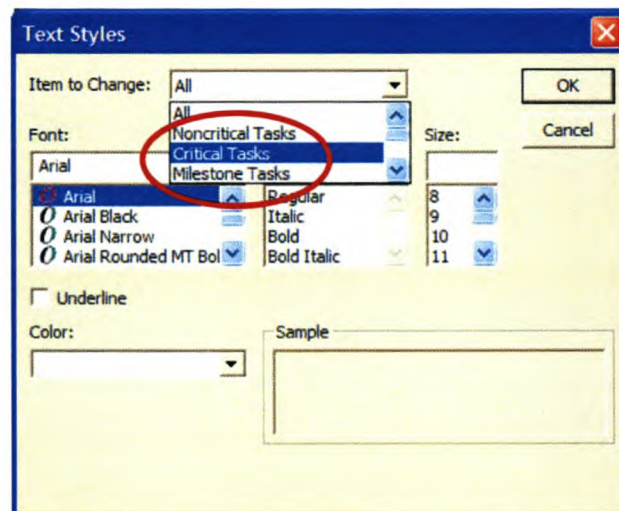 Text Styles
Item to Change: All OK
All
Noncritical Tasks
Critical Tasks
Milestone Tasks
Font: Size: Cancel
Arial
Arial Regular 8
Arial Black Italic 9
Arial Narrow Bold 10
Arial Rounded MT Bol Bold Italic 11
Underline
Color: Sample